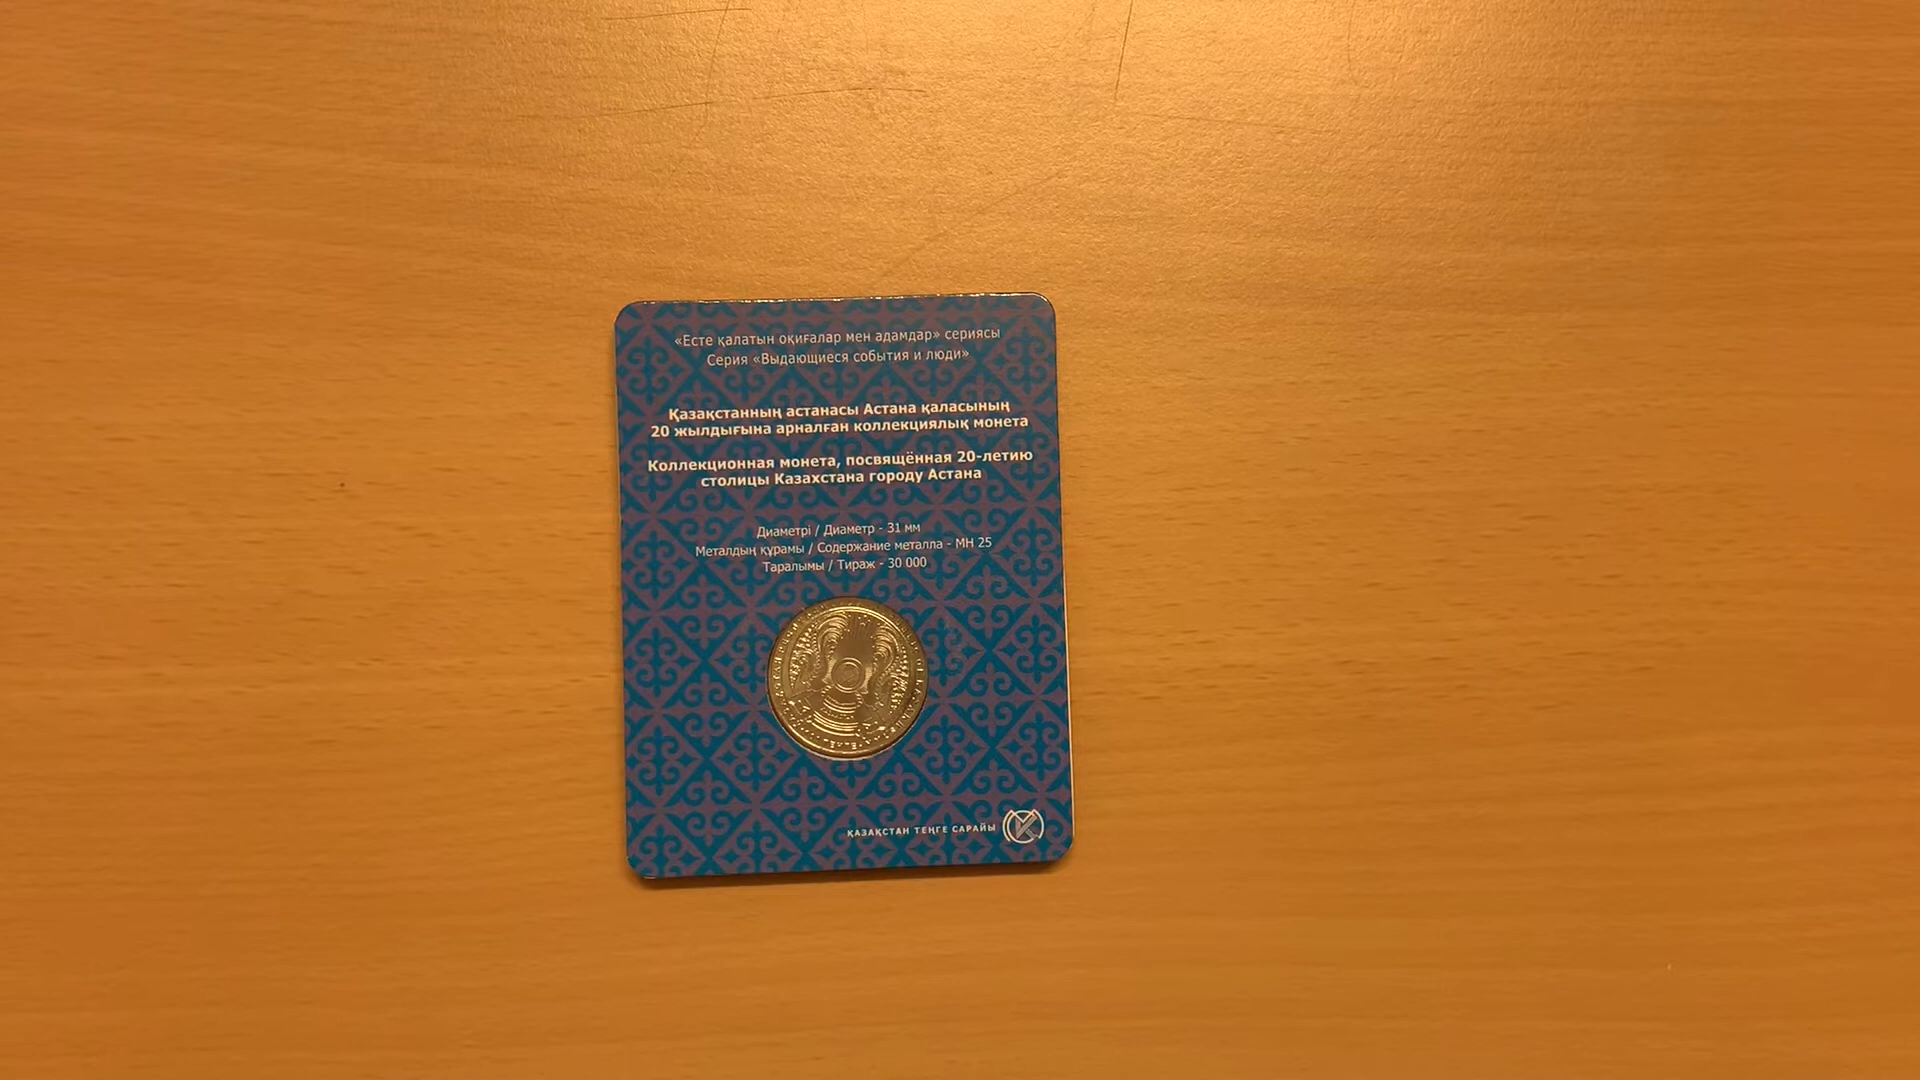 «Есте қалатын оқиғалар мен адамдар» сериясы
Серия «Выдающиеся события и люди»
Қазақстанның астанасы Астана қаласының
20 жылдығына арналған коллекциялық монета
Коллекционная монета, посвящённая 20-летию
столицы Казахстана городу Астана
Диаметрі / Диаметр - 31 мм
Металдың құрамы / Содержание металла - МН 25
Таралымы / Тираж - 30 000
ҚАЗАҚСТАН ТЕҢГЕ САРАЙЫ